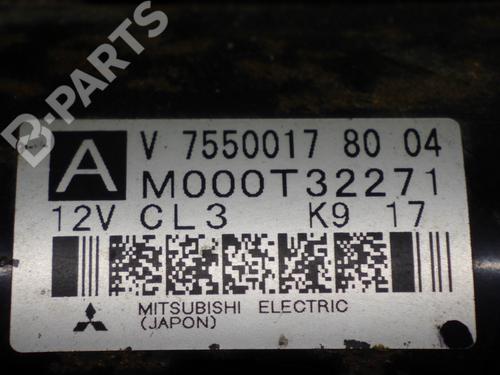 B-PARTS
A
V 7550017 80 04
M000T32271
12V CL3 K9 17
MITSUBISHI ELECTRIC
(JAPON)